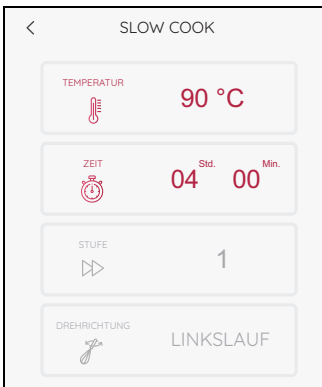 SLOW COOK
TEMPERATUR
90 °C
ZEIT
04 Std. 00 Min.
STUFE
1
DREHRICHTUNG
LINKSLAUF